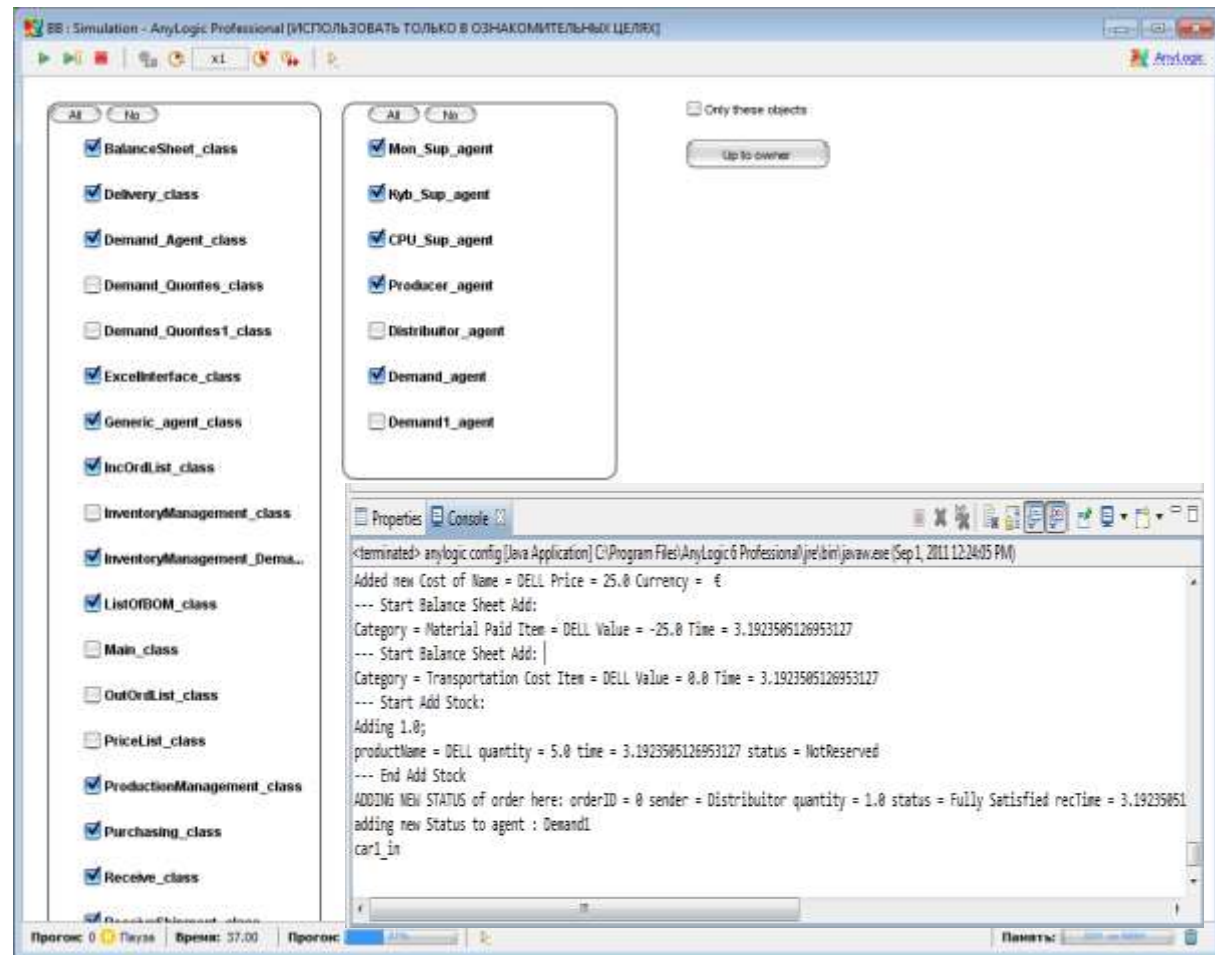 BB : Simulation - AnyLogic Professional [ИСПОЛЬЗОВАТЬ ТОЛЬКО В ОЗНАКОМИТЕЛЬНЫХ ЦЕЛЯХ]
x1
AnyLogic
All No
BalanceSheet_class
Delivery_class
Demand_Agent_class
Demand_Quontes_class
Demand_Quontes1_class
ExcelInterface_class
Generic_agent_class
IncOrdList_class
InventoryManagement_class
InventoryManagement_Dema...
ListOfBOM_class
Main_class
OutOrdList_class
PriceList_class
ProductionManagement_class
Purchasing_class
Receive_class
All No
Mon_Sup_agent
Kyb_Sup_agent
CPU_Sup_agent
Producer_agent
Distribuitor_agent
Demand_agent
Demand1_agent
Only these objects
Up to owner
Properties Console
<terminated> anylogic config [Java Application] C:\Program Files\AnyLogic 6 Professional\jre\bin\javaw.exe (Sep 1, 2011 12:24:05 PM)
Added new Cost of Name = DELL Price = 25.0 Currency = €
--- Start Balance Sheet Add:
Category = Material Paid Item = DELL Value = -25.0 Time = 3.1923505126953127
--- Start Balance Sheet Add:
Category = Transportation Cost Item = DELL Value = 0.0 Time = 3.1923505126953127
--- Start Add Stock:
Adding 1.0;
productName = DELL quantity = 5.0 time = 3.1923505126953127 status = NotReserved
--- End Add Stock
ADDING NEW STATUS of order here: orderID = 0 sender = Distribuitor quantity = 1.0 status = Fully Satisfied recTime = 3.19235051
adding new Status to agent : Demand1
car1_in
Прогон: 0 Пауза Время: 37.00 Прогон:
Память: